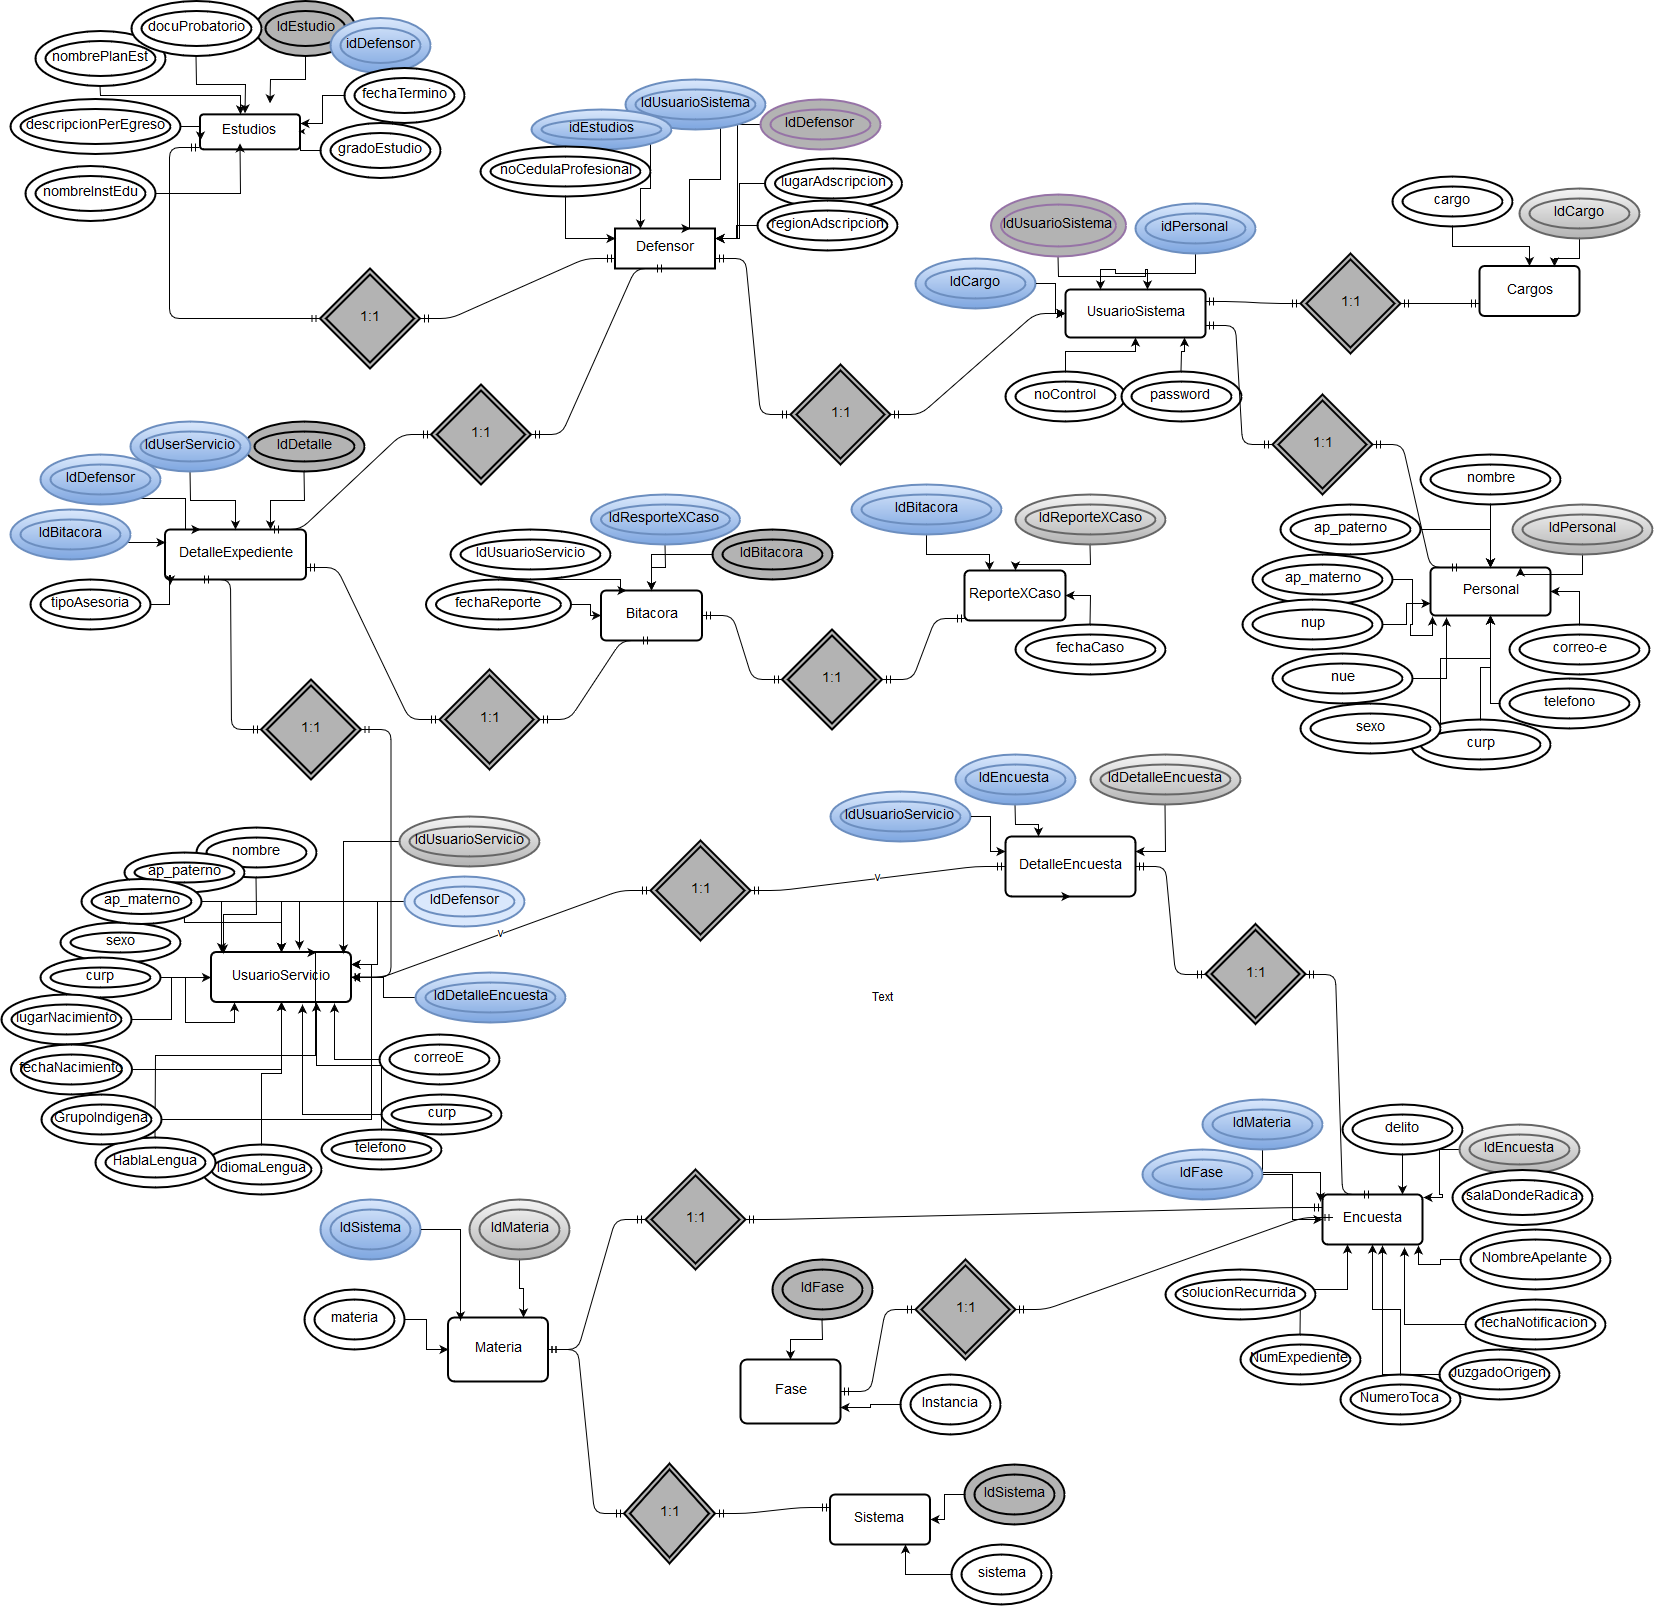 docuProbatorio
IdEstudio
idDefensor
nombrePlanEst
fechaTermino
descripcionPerEgreso
Estudios
gradoEstudio
nombreInstEdu
IdUsuarioSistema
idEstudios
IdDefensor
noCedulaProfesional
lugarAdscripcion
regionAdscripcion
Defensor
1:1
IdUsuarioSistema
idPersonal
IdCargo
UsuarioSistema
noControl
password
cargo
IdCargo
Cargos
1:1
1:1
1:1
1:1
IdUserServicio
IdDetalle
IdDefensor
IdBitacora
DetalleExpediente
tipoAsesoria
IdResporteXCaso
IdUsuarioServicio
IdBitacora
fechaReporte
Bitacora
IdBitacora
IdReporteXCaso
ReporteXCaso
fechaCaso
nombre
ap_paterno
IdPersonal
ap_materno
Personal
nup
correo-e
nue
telefono
sexo
curp
1:1
1:1
1:1
IdEncuesta
IdDetalleEncuesta
IdUsuarioServicio
DetalleEncuesta
v
1:1
IdUsuarioServicio
nombre
ap_paterno
ap_materno
IdDefensor
v
sexo
curp
UsuarioServicio
IdDetalleEncuesta
lugarNacimiento
fechaNacimiento
correoE
GrupoIndigena
curp
HablaLengua
IdiomaLengua
telefono
Text
1:1
IdMateria
delito
IdEncuesta
IdFase
salaDondeRadica
Encuesta
NombreApelante
solucionRecurrida
fechaNotificacion
NumExpediente
JuzgadoOrigen
NumeroToca
1:1
IdSistema
IdMateria
materia
Materia
IdFase
1:1
Fase
Instancia
1:1
IdSistema
Sistema
sistema